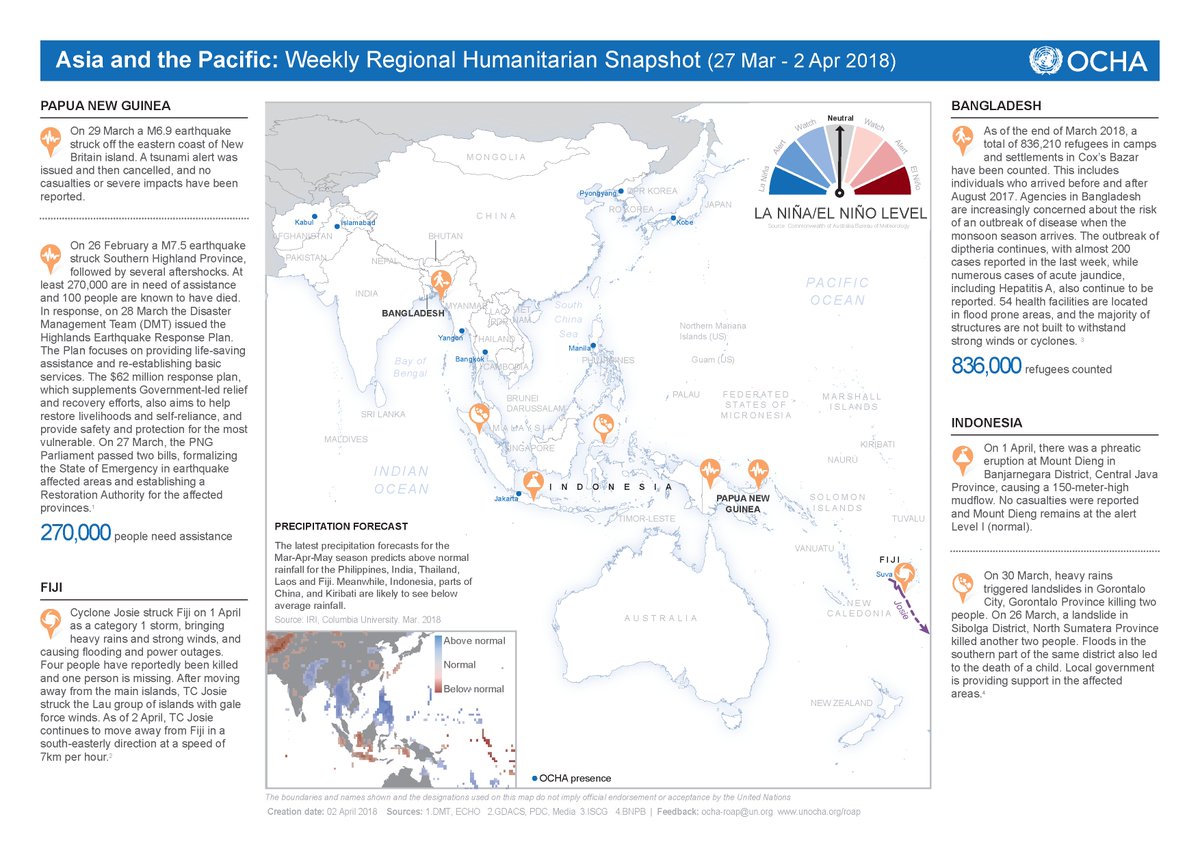 Asia and the Pacific: Weekly Regional Humanitarian Snapshot (27 Mar - 2 Apr 2018)
OCHA
PAPUA NEW GUINEA
On 29 March a M6.9 earthquake
struck off the eastern coast of New
Britain island. A tsunami alert was
issued and then cancelled, and no
casualties or severe impacts have been
reported.
On 26 February a M7.5 earthquake
struck Southern Highland Province,
followed by several aftershocks. At
least 270,000 are in need of assistance
and 100 people are known to have died.
In response, on 28 March the Disaster
Management Team (DMT) issued the
Highlands Earthquake Response Plan.
The Plan focuses on providing life-saving
assistance and re-establishing basic
services. The $62 million response plan,
which supplements Government-led relief
and recovery efforts, also aims to help
restore livelihoods and self-reliance, and
provide safety and protection for the most
vulnerable. On 27 March, the PNG
Parliament passed two bills, formalizing
the State of Emergency in earthquake
affected areas and establishing a
Restoration Authority for the affected
provinces.1
270,000 people need assistance
FIJI
Cyclone Josie struck Fiji on 1 April
as a category 1 storm, bringing
heavy rains and strong winds, and
causing flooding and power outages.
Four people have reportedly been killed
and one person is missing. After moving
away from the main islands, TC Josie
struck the Lau group of islands with gale
force winds. As of 2 April, TC Josie
continues to move away from Fiji in a
south-easterly direction at a speed of
7km per hour.2
MONGOLIA
Pyongyang
DPR KOREA
RO KOREA
JAPAN
Kobe
CHINA
Kabul
Islamabad
AFGHANISTAN
PAKISTAN
BHUTAN
NEPAL
INDIA
BANGLADESH
MYANMAR
LAO
PDR
VIET
NAM
Yangon
THAILAND
Bangkok
CAMBODIA
South
China
Sea
Manila
PHILIPPINES
Bay of
Bengal
SRI LANKA
MALDIVES
BRUNEI
DARUSSALAM
MALAYSIA
SINGAPORE
INDIAN
OCEAN
Jakarta
INDONESIA
TIMOR-LESTE
PACIFIC
OCEAN
Northern Mariana
Islands (US)
Guam (US)
PALAU
FEDERATED
STATES OF
MICRONESIA
MARSHALL
ISLANDS
KIRIBATI
NAURU
PAPUA NEW
GUINEA
SOLOMON
ISLANDS
TUVALU
VANUATU
FIJI
Suva
NEW
CALEDONIA
Josie
AUSTRALIA
NEW ZEALAND
La Niña
Alert
Watch
Neutral
Watch
Alert
El Niño
LA NIÑA/EL NIÑO LEVEL
Source: Commonwealth of Australia Bureau of Meteorology
PRECIPITATION FORECAST
The latest precipitation forecasts for the
Mar-Apr-May season predicts above normal
rainfall for the Philippines, India, Thailand,
Laos and Fiji. Meanwhile, Indonesia, parts of
China, and Kiribati are likely to see below
average rainfall.
Source: IRI, Columbia University. Mar. 2018
Above normal
Normal
Below normal
OCHA presence
BANGLADESH
As of the end of March 2018, a
total of 836,210 refugees in camps
and settlements in Cox's Bazar
have been counted. This includes
individuals who arrived before and after
August 2017. Agencies in Bangladesh
are increasingly concerned about the risk
of an outbreak of disease when the
monsoon season arrives. The outbreak of
diptheria continues, with almost 200
cases reported in the last week, while
numerous cases of acute jaundice,
including Hepatitis A, also continue to be
reported. 54 health facilities are located
in flood prone areas, and the majority of
structures are not built to withstand
strong winds or cyclones. 3
836,000 refugees counted
INDONESIA
On 1 April, there was a phreatic
eruption at Mount Dieng in
Banjarnegara District, Central Java
Province, causing a 150-meter-high
mudflow. No casualties were reported
and Mount Dieng remains at the alert
Level I (normal).
On 30 March, heavy rains
triggered landslides in Gorontalo
City, Gorontalo Province killing two
people. On 26 March, a landslide in
Sibolga District, North Sumatera Province
killed another two people. Floods in the
southern part of the same district also led
to the death of a child. Local government
is providing support in the affected
areas.4
The boundaries and names shown and the designations used on this map do not imply official endorsement or acceptance by the United Nations
Creation date: 02 April 2018 Sources: 1.DMT, ECHO 2.GDACS, PDC, Media 3.ISCG 4.BNPB | Feedback: ocha-roap@un.org www.unocha.org/roap